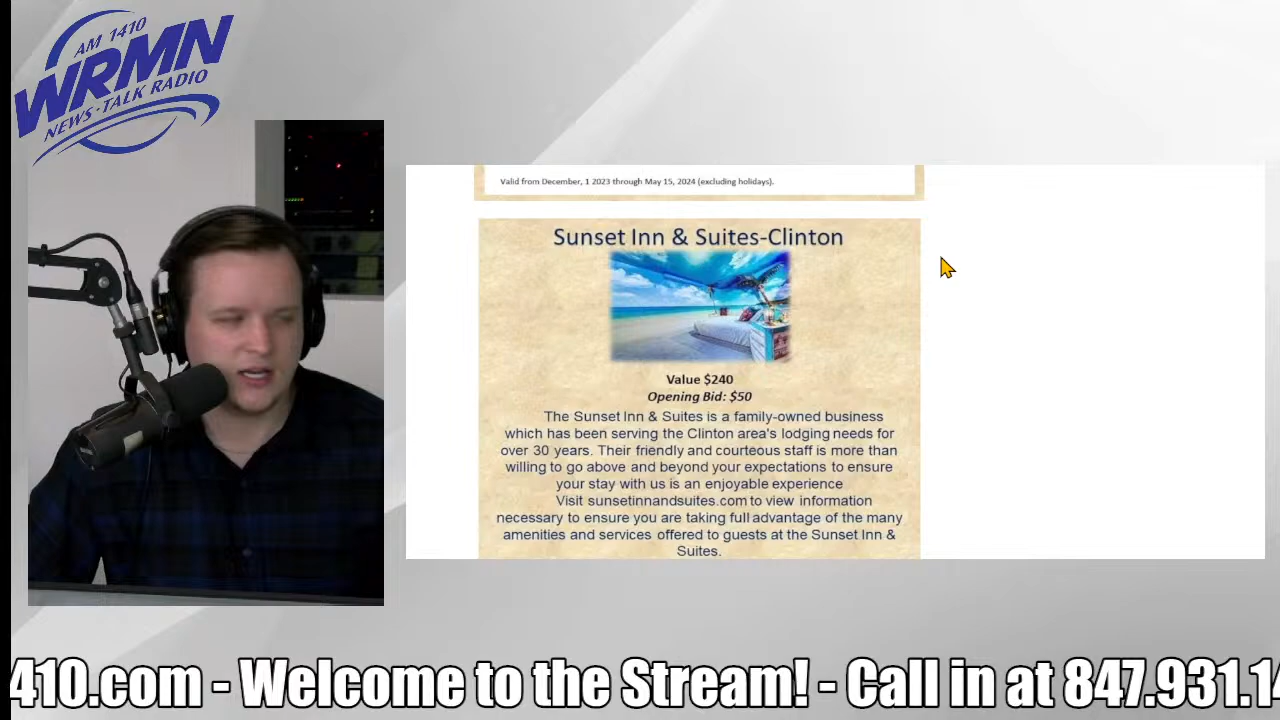 AM 1410
WRMN
NEWS-TALK RADIO
Valid from December, 1 2023 through May 15, 2024 (excluding holidays).
Sunset Inn & Suites-Clinton
Value $240
Opening Bid: $50
The Sunset Inn & Suites is a family-owned business
which has been serving the Clinton area's lodging needs for
over 30 years. Their friendly and courteous staff is more than
willing to go above and beyond your expectations to ensure
your stay with us is an enjoyable experience
Visit sunsetinnandsuites.com to view information
necessary to ensure you are taking full advantage of the many
amenities and services offered to guests at the Sunset Inn &
Suites.
410.com - Welcome to the Stream! - Call in at 847.931.14